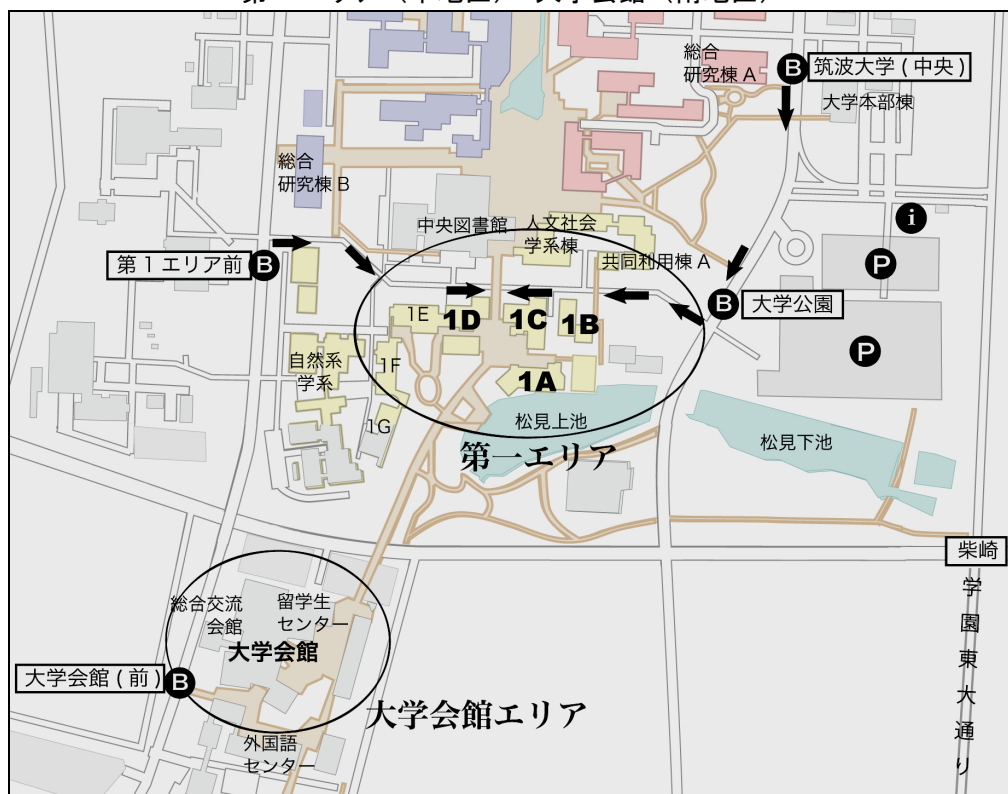 総合
研究棟 A
B
筑波大学 ( 中央 )
大学本部棟
総合
研究棟 B
i
中央図書館
人文社会
学系棟
第 1 エリア前
B
共同利用棟 A
P
B
大学公園
1E
1D
1C
1B
自然系
学系
1F
P
1A
1G
松見上池
松見下池
第一エリア
柴崎
学園東大通り
総合交流
会館
留学生
センター
大学会館
大学会館 ( 前 )
B
大学会館エリア
外国語
センター